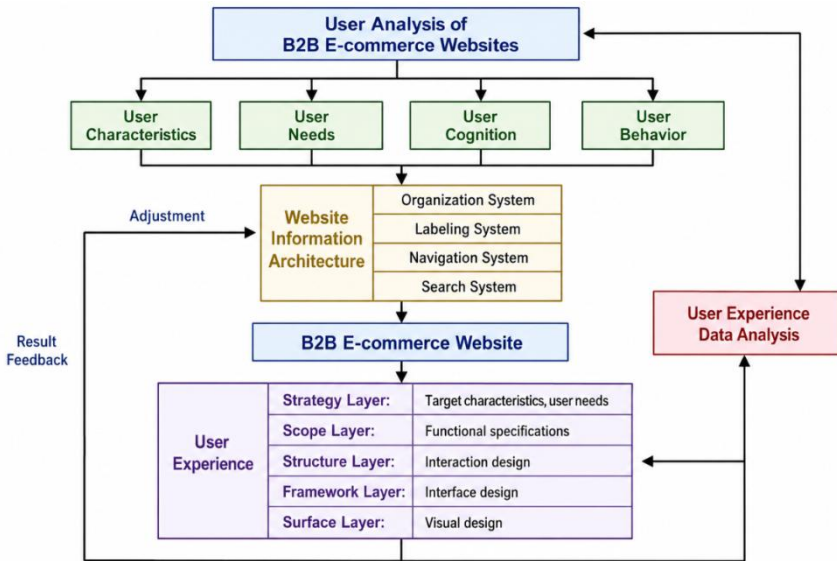 User Analysis of
B2B E-commerce Websites
User
Characteristics
User
Needs
User
Cognition
User
Behavior
Adjustment
Website
Information
Architecture
Organization System
Labeling System
Navigation System
Search System
Result
Feedback
B2B E-commerce Website
User Experience
Data Analysis
User
Experience
Strategy Layer: Target characteristics, user needs
Scope Layer: Functional specifications
Structure Layer: Interaction design
Framework Layer: Interface design
Surface Layer: Visual design